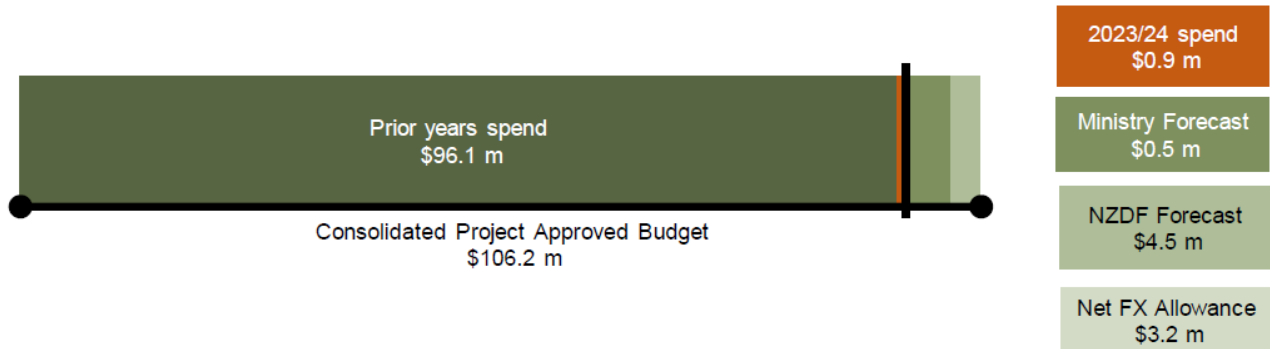 Prior years spend
$96.1 m
Consolidated Project Approved Budget
$106.2 m
2023/24 spend
$0.9 m
Ministry Forecast
$0.5 m
NZDF Forecast
$4.5 m
Net FX Allowance
$3.2 m